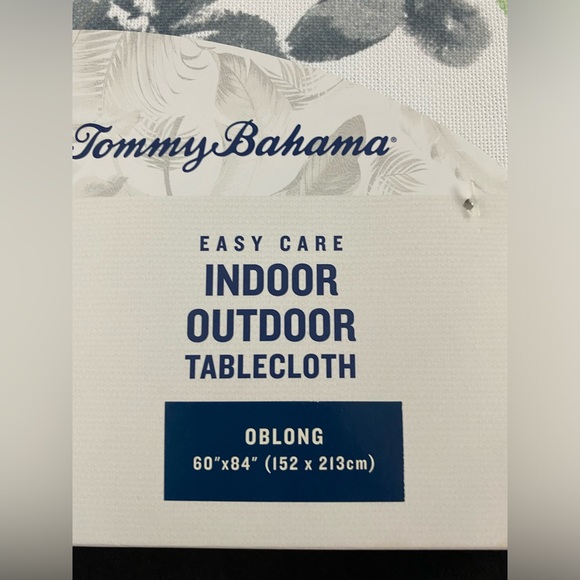 Tommy Bahama®
EASY CARE
INDOOR
OUTDOOR
TABLECLOTH
OBLONG
60"x84" (152 x 213cm)